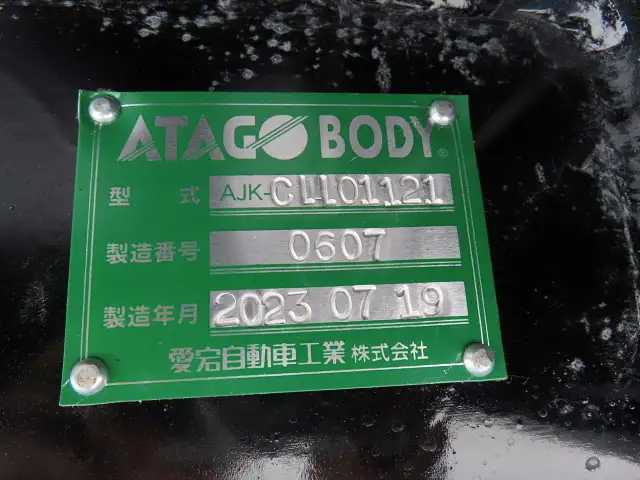 ATAGO BODY®
型 式 AJK-C1101121
製造番号 0607
製造年月 2023 07 19
愛宕自動車工業 株式会社